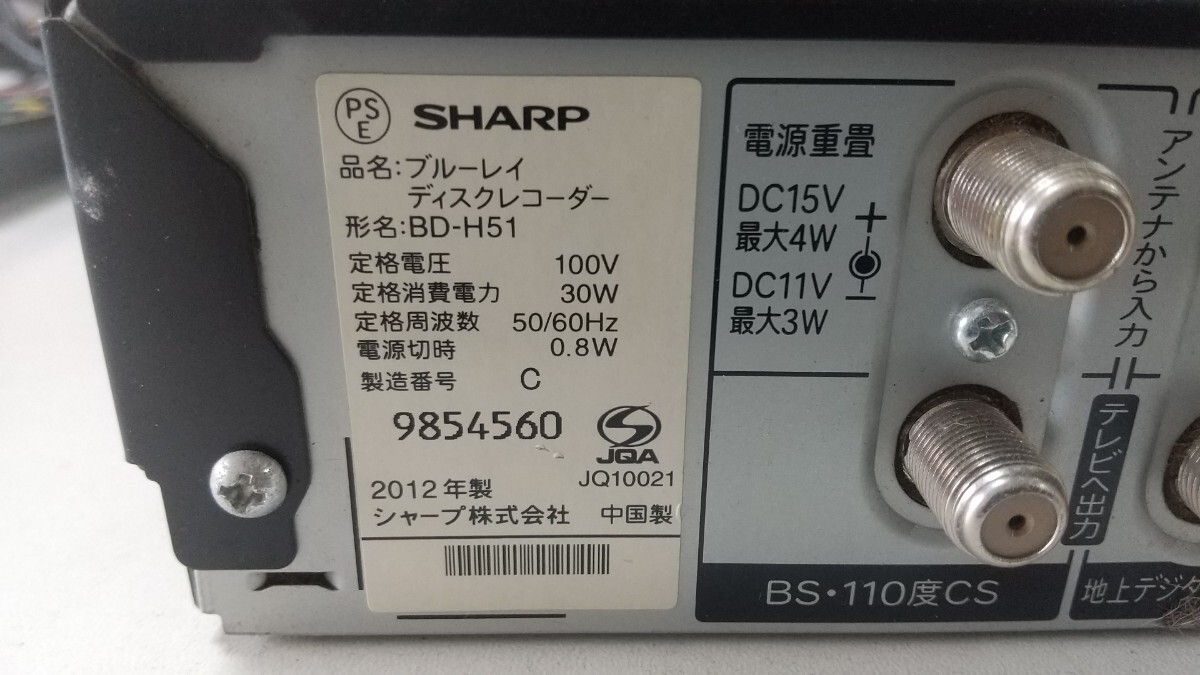 PS
E
SHARP
品名:ブルーレイ
ディスクレコーダー
形名:BD-H51
定格電圧 100V
定格消費電力 30W
定格周波数 50/60Hz
電源切時 0.8W
製造番号 C
9854560
JQA
JQ10021
2012年製
シャープ株式会社 中国製
電源重畳
DC15V
最大4W
DC11V
最大3W
+
−
アンテナから入力
テレビへ出力
BS・110度CS
地上デジタ